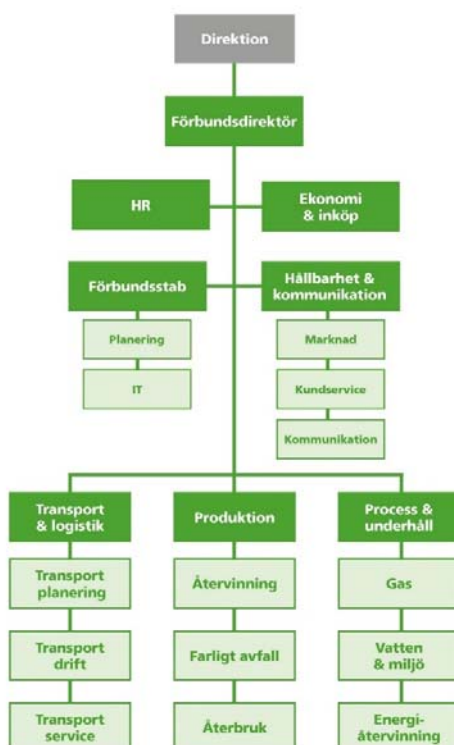 Direktion
Förbundsdirektör
HR
Ekonomi
& inköp
Förbundsstab
Hållbarhet &
kommunikation
Planering
Marknad
IT
Kundservice
Kommunikation
Transport
& logistik
Produktion
Process &
underhåll
Transport
planering
Återvinning
Gas
Transport
drift
Farligt avfall
Vatten
& miljö
Transport
service
Återbruk
Energi-
återvinning